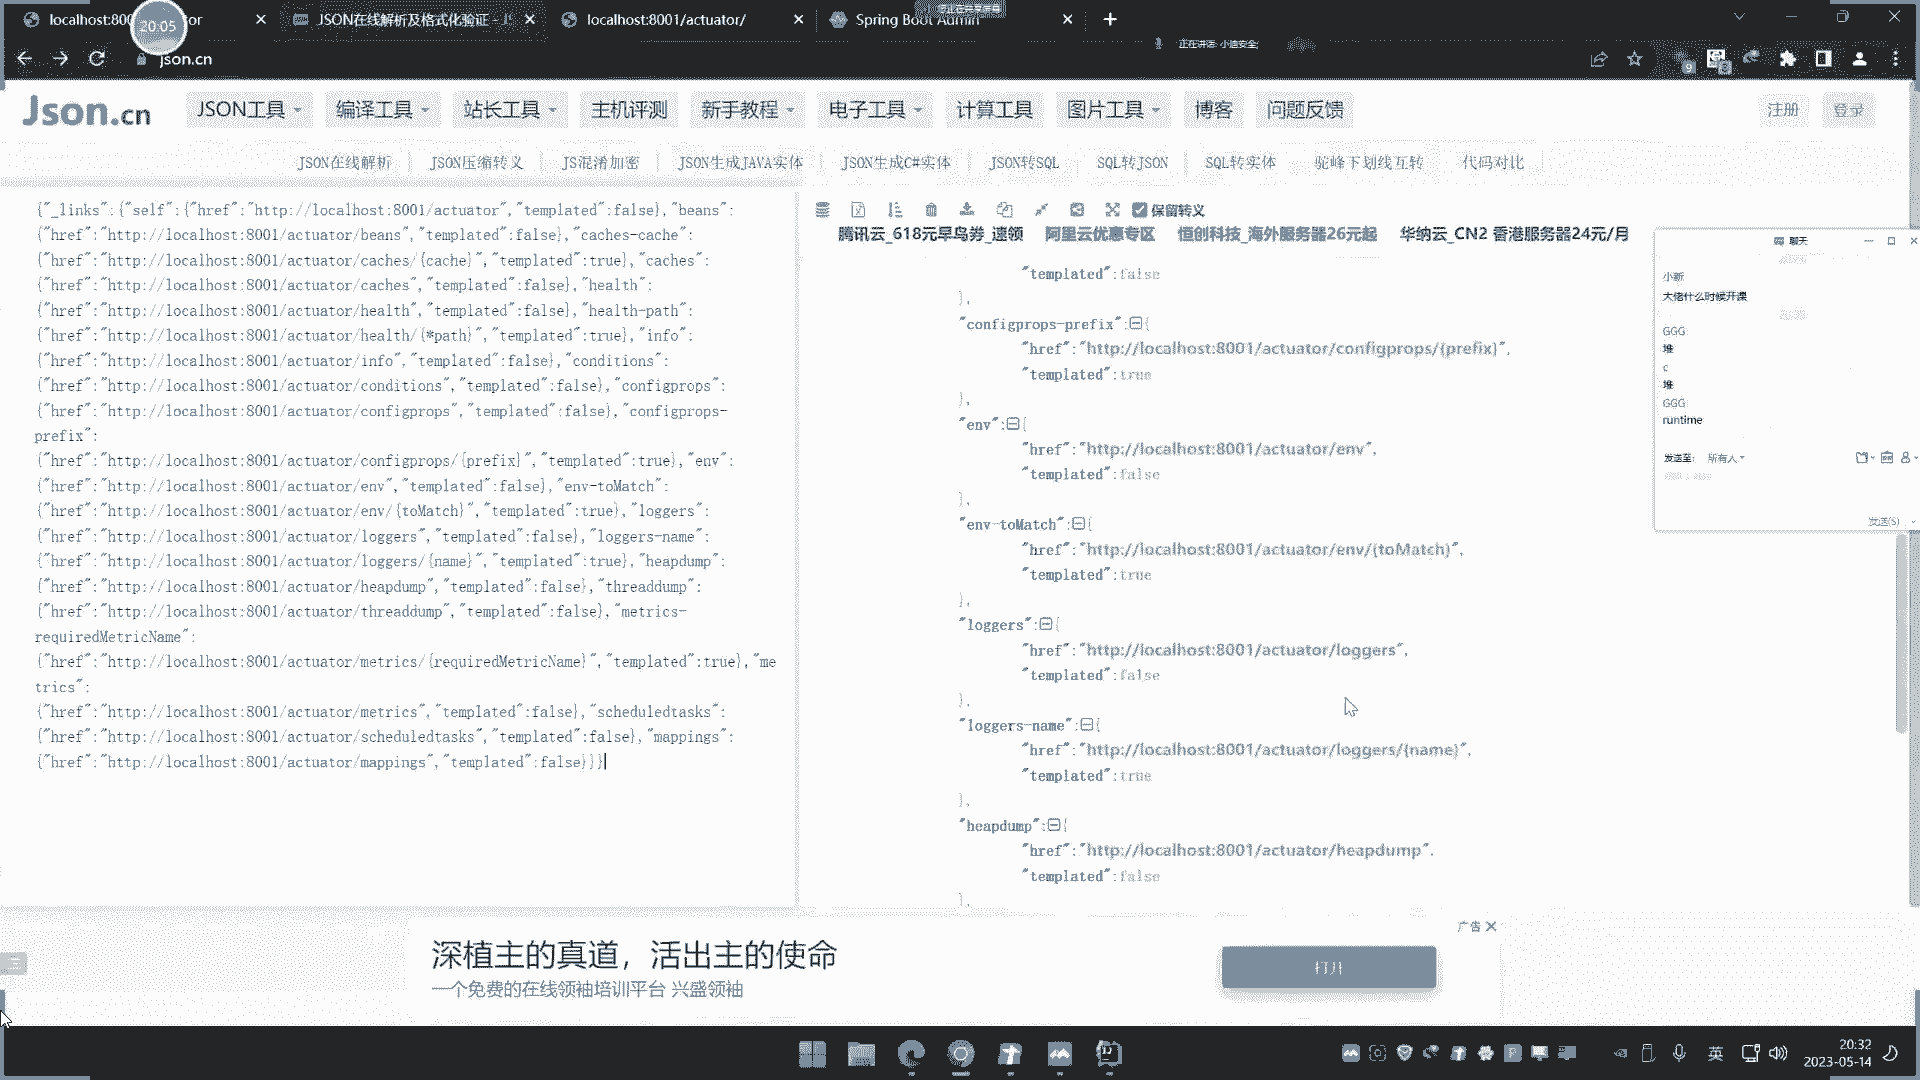 localhost:800
tor
20:05
JSON在线解析及格式化验证 - JS
localhost:8001/actuator/
Spring Boot Admin
正在讲话: 小迪安全;
json.cn
Json.cn
JSON工具
编译工具
站长工具
主机评测
新手教程
电子工具
计算工具
图片工具
博客
问题反馈
注册
登录
JSON在线解析
JSON压缩转义
JS混淆加密
JSON生成JAVA实体
JSON生成C#实体
JSON转SQL
SQL转JSON
SQL转实体
驼峰下划线互转
代码对比
{"_links":{"self":{"href":"http://localhost:8001/actuator","templated":false},"beans":
{"href":"http://localhost:8001/actuator/beans","templated":false},"caches-cache":
{"href":"http://localhost:8001/actuator/caches/{cache}","templated":true},"caches":
{"href":"http://localhost:8001/actuator/caches","templated":false},"health":
{"href":"http://localhost:8001/actuator/health","templated":false},"health-path":
{"href":"http://localhost:8001/actuator/health/{*path}","templated":true},"info":
{"href":"http://localhost:8001/actuator/info","templated":false},"conditions":
{"href":"http://localhost:8001/actuator/conditions","templated":false},"configprops":
{"href":"http://localhost:8001/actuator/configprops","templated":false},"configprops-
prefix":
{"href":"http://localhost:8001/actuator/configprops/{prefix}","templated":true},"env":
{"href":"http://localhost:8001/actuator/env","templated":false},"env-toMatch":
{"href":"http://localhost:8001/actuator/env/{toMatch}","templated":true},"loggers":
{"href":"http://localhost:8001/actuator/loggers","templated":false},"loggers-name":
{"href":"http://localhost:8001/actuator/loggers/{name}","templated":true},"heapdump":
{"href":"http://localhost:8001/actuator/heapdump","templated":false},"threaddump":
{"href":"http://localhost:8001/actuator/threaddump","templated":false},"metrics-
requiredMetricName":
{"href":"http://localhost:8001/actuator/metrics/{requiredMetricName}","templated":true},"me
trics":
{"href":"http://localhost:8001/actuator/metrics","templated":false},"scheduledtasks":
{"href":"http://localhost:8001/actuator/scheduledtasks","templated":false},"mappings":
{"href":"http://localhost:8001/actuator/mappings","templated":false}}}
保留转义
腾讯云_618元早鸟券_速领
阿里云优惠专区
恒创科技_海外服务器26元起
华纳云_CN2 香港服务器24元/月
"templated":false
},
"configprops-prefix":{
"href":"http://localhost:8001/actuator/configprops/{prefix}",
"templated":true
},
"env":{
"href":"http://localhost:8001/actuator/env",
"templated":false
},
"env-toMatch":{
"href":"http://localhost:8001/actuator/env/{toMatch}",
"templated":true
},
"loggers":{
"href":"http://localhost:8001/actuator/loggers",
"templated":false
},
"loggers-name":{
"href":"http://localhost:8001/actuator/loggers/{name}",
"templated":true
},
"heapdump":{
"href":"http://localhost:8001/actuator/heapdump",
"templated":false
},
聊天
小新
大佬什么时候开课
GGG
堆
c
堆
GGG
runtime
发送至:
所有人
发送(S)
广告
深植主的真道，活出主的使命
一个免费的在线领袖培训平台 兴盛领袖
打开
英
20:32
2023-05-14